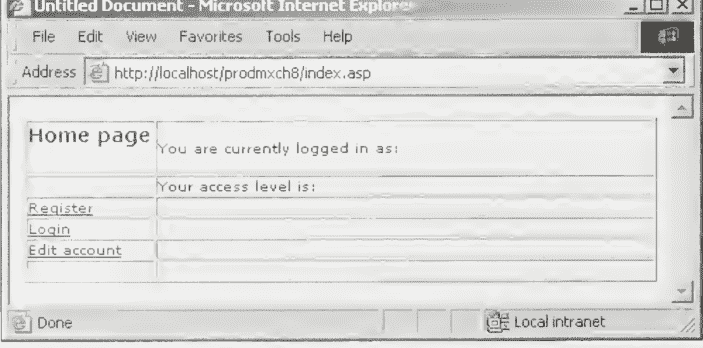 Untitled Document - Microsoft Internet Explorer
File Edit View Favorites Tools Help
Address http://localhost/prodmxch8/index.asp
Home page
You are currently logged in as:
Your access level is:
Register
Login
Edit account
Done Local intranet